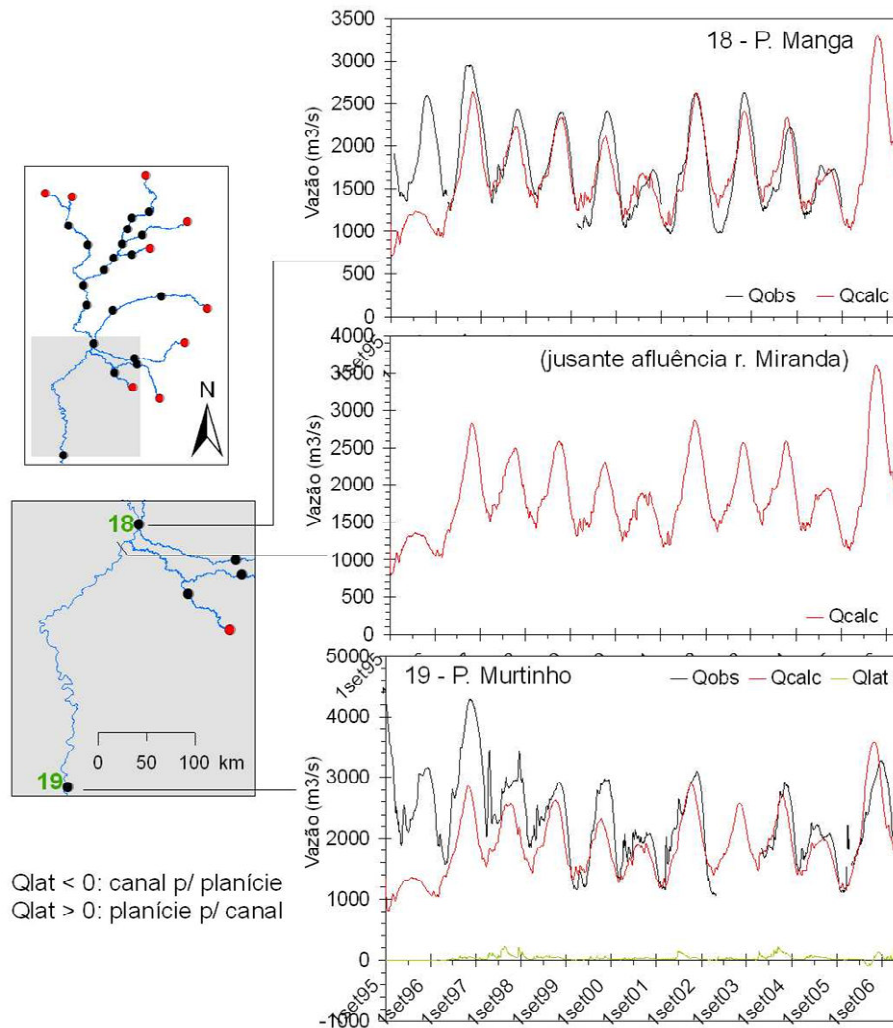 18 - P. Manga
Vazão (m3/s)
3500
3000
2500
2000
1500
1000
500
0
Qobs Qcalc
N
(jusante afluência r. Miranda)
Vazão (m3/s)
4000
3500
3000
2500
2000
1500
1000
500
0
1set95
Qcalc
18
19
0 50 100 km
19 - P. Murtinho
Qobs Qcalc Qlat
Vazão (m3/s)
5000
4000
3000
2000
1000
0
-1000
1set95
1set95 1set96 1set97 1set98 1set99 1set00 1set01 1set02 1set03 1set04 1set05 1set06
Qlat < 0: canal p/ planície
Qlat > 0: planície p/ canal